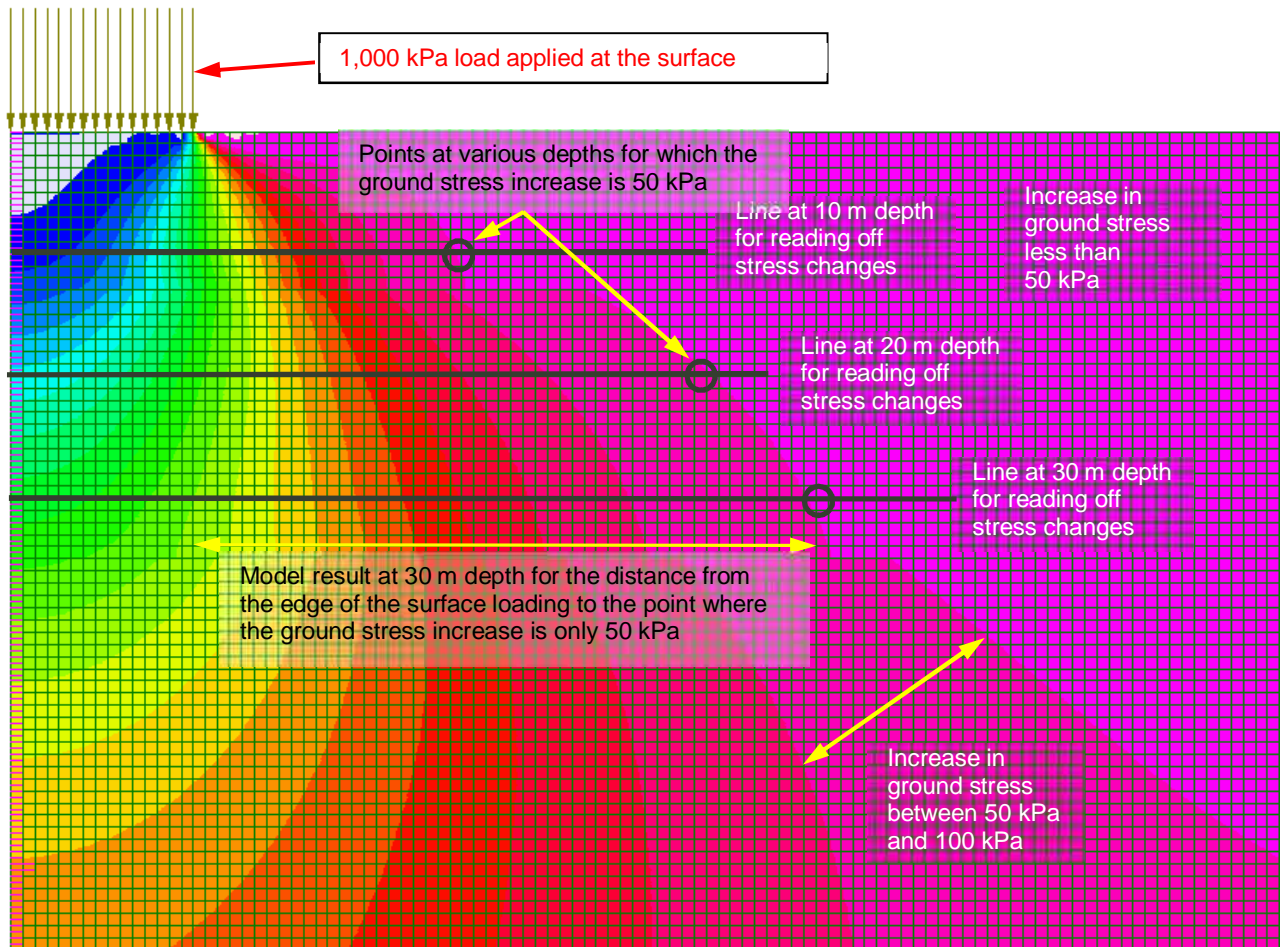 1,000 kPa load applied at the surface
Points at various depths for which the
ground stress increase is 50 kPa
Line at 10 m depth
for reading off
stress changes
Increase in
ground stress
less than
50 kPa
Line at 20 m depth
for reading off
stress changes
Line at 30 m depth
for reading off
stress changes
Model result at 30 m depth for the distance from
the edge of the surface loading to the point where
the ground stress increase is only 50 kPa
Increase in
ground stress
between 50 kPa
and 100 kPa